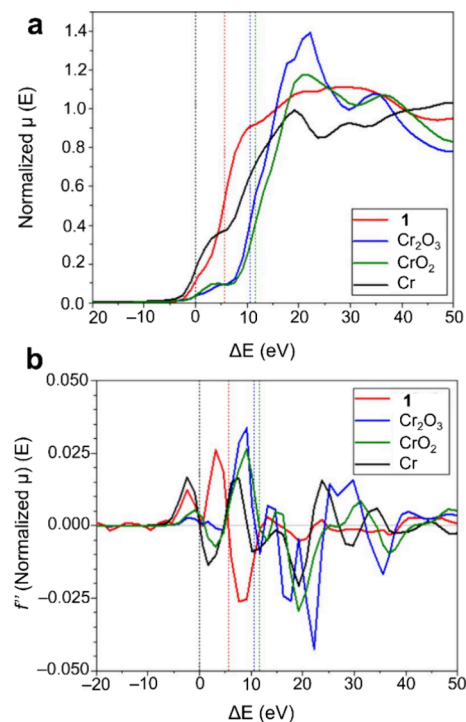 a
Normalized μ (E)
1.4
1.2
1.0
0.8
0.6
0.4
0.2
0.0
1
Cr₂O₃
CrO₂
Cr
−20 −10 0 10 20 30 40 50
ΔE (eV)
b
f″ (Normalized μ) (E)
0.050
0.025
0.000
−0.025
−0.050
1
Cr₂O₃
CrO₂
Cr
−20 −10 0 10 20 30 40 50
ΔE (eV)